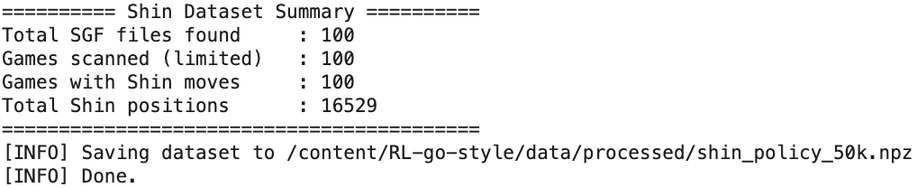 ========== Shin Dataset Summary ==========
Total SGF files found     : 100
Games scanned (limited)   : 100
Games with Shin moves     : 100
Total Shin positions      : 16529
==========================================
[INFO] Saving dataset to /content/RL-go-style/data/processed/shin_policy_50k.npz
[INFO] Done.